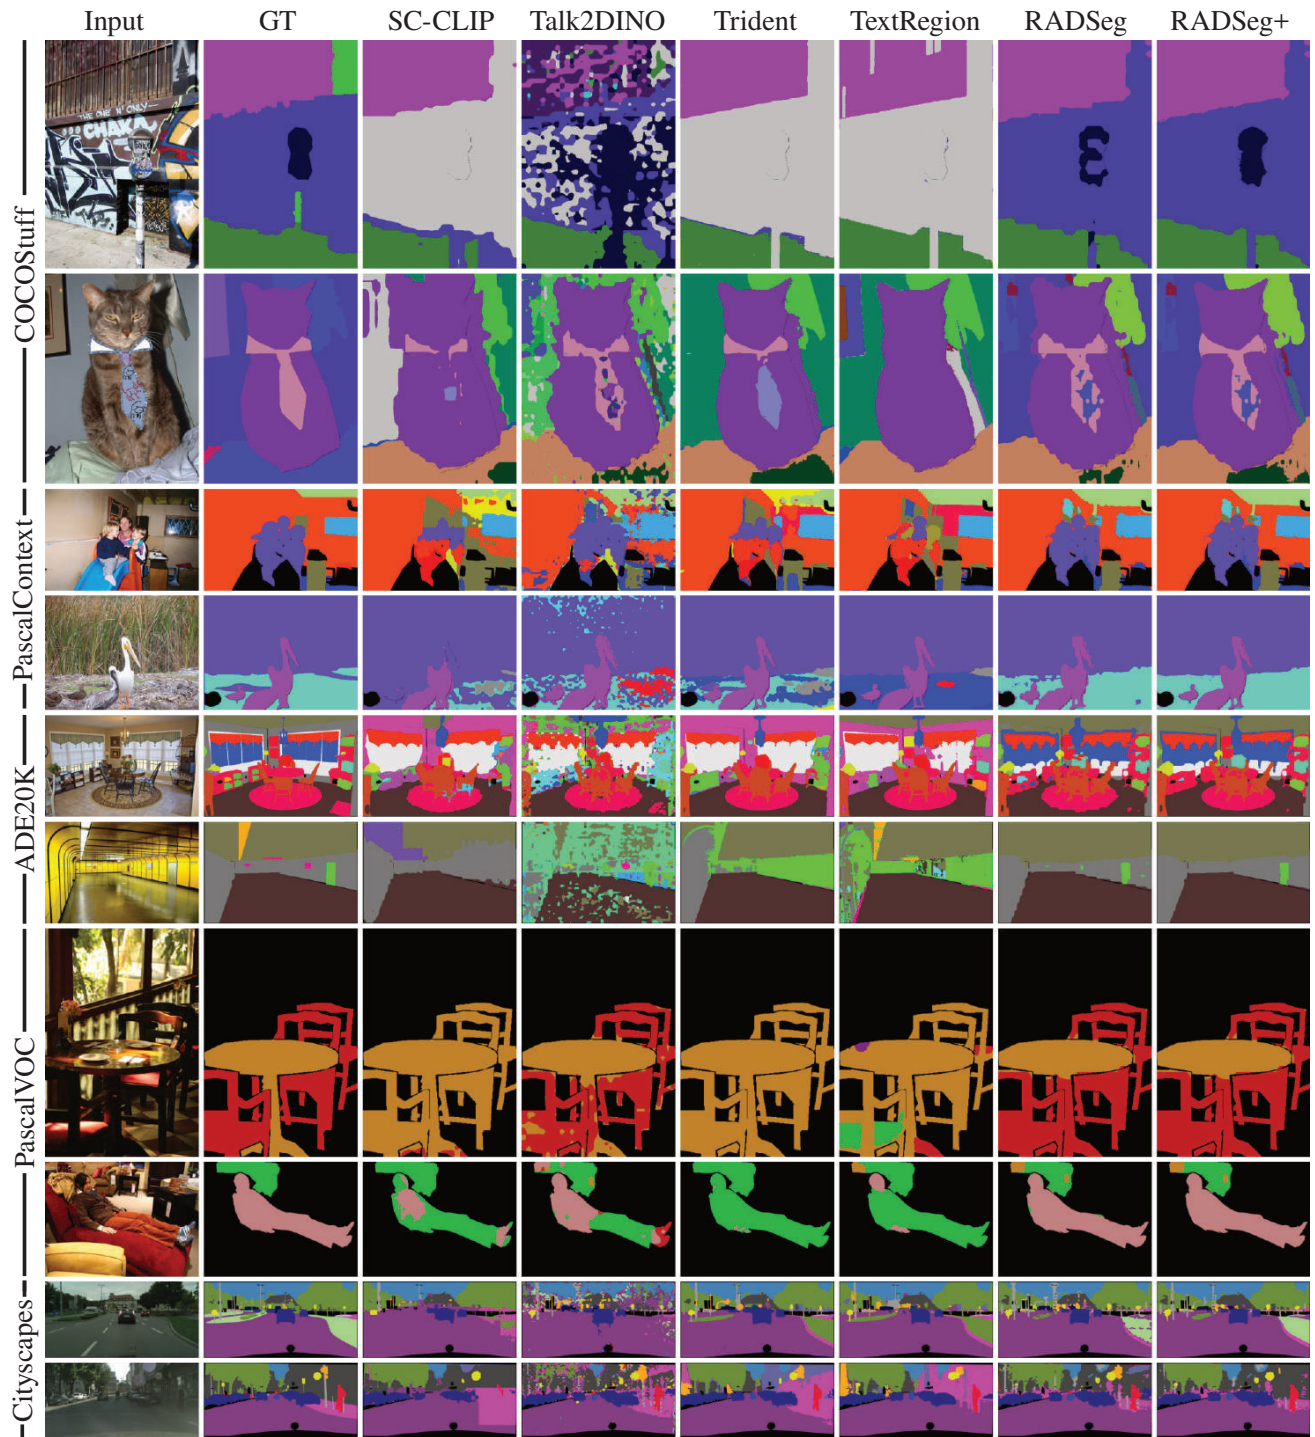 Input GT SC-CLIP Talk2DINO Trident TextRegion RADSeg RADSeg+
COCOStuff
THE ONE N' ONLY
CHAKA
PascalContext
ADE20K
PascalVOC
Cityscapes